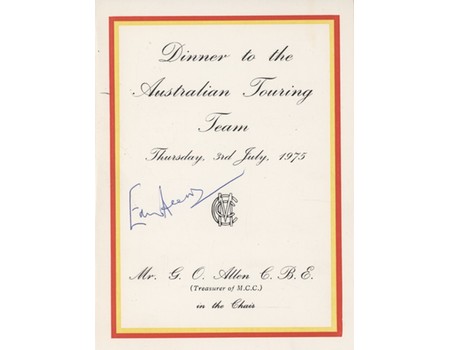 Dinner to the
Australian Touring
Team
Thursday, 3rd July, 1975
Mr. G. O. Allen C. B. E.
(Treasurer of M.C.C.)
in the Chair